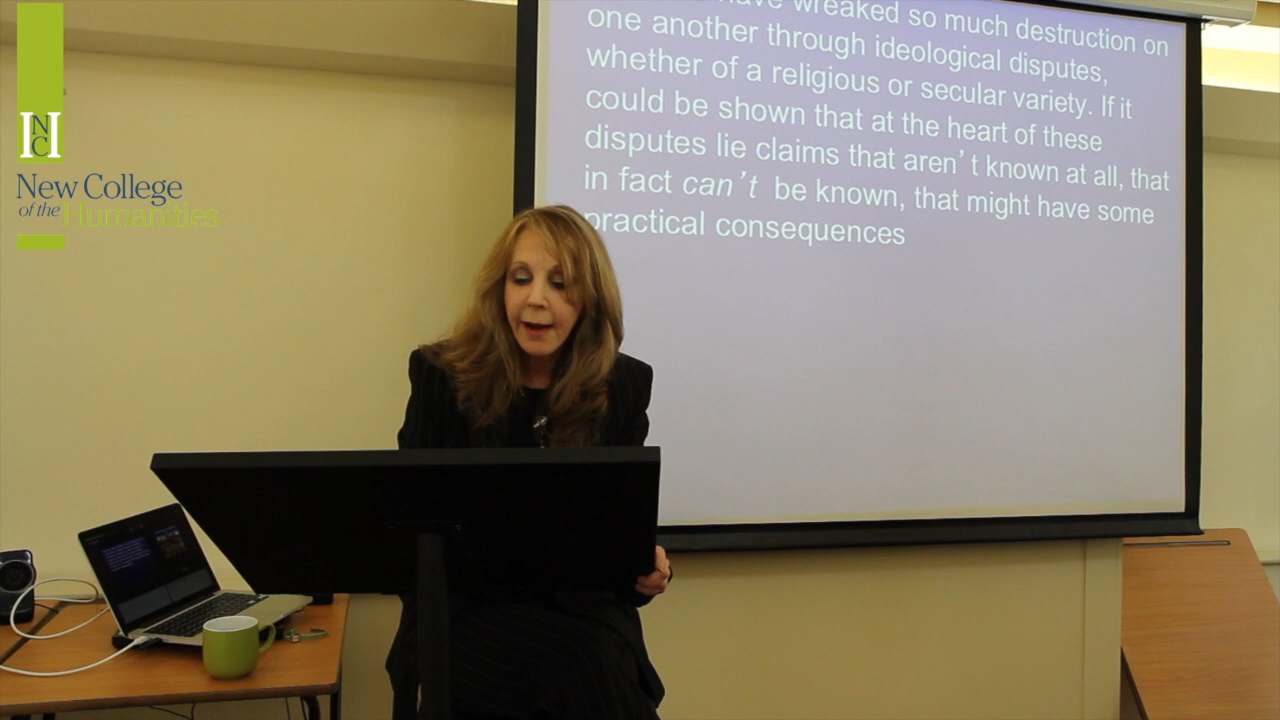 have wreaked so much destruction on
one another through ideological disputes,
whether of a religious or secular variety. If it
could be shown that at the heart of these
disputes lie claims that aren’t known at all, that
in fact can’t be known, that might have some
practical consequences
NCH
New College
of the Humanities